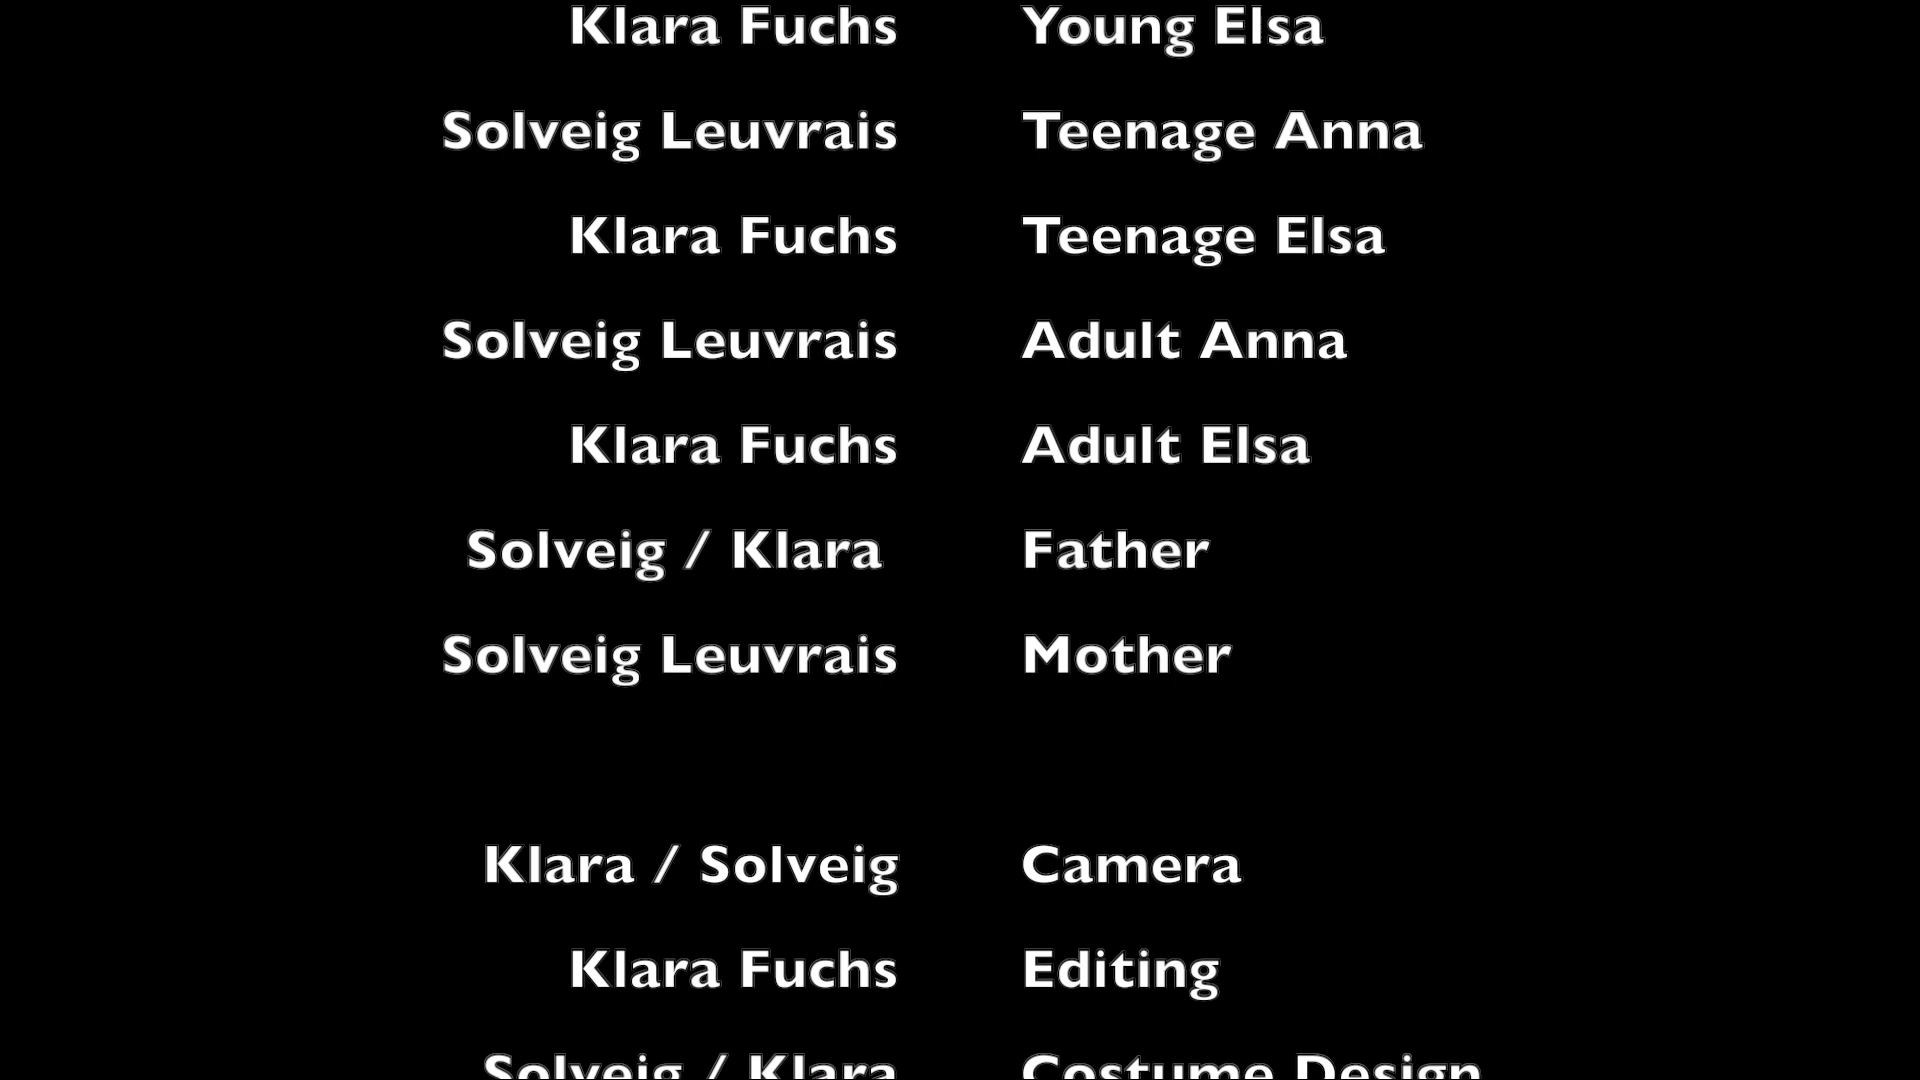 Klara Fuchs Young Elsa
Solveig Leuvrais Teenage Anna
Klara Fuchs Teenage Elsa
Solveig Leuvrais Adult Anna
Klara Fuchs Adult Elsa
Solveig / Klara Father
Solveig Leuvrais Mother
Klara / Solveig Camera
Klara Fuchs Editing
Solveig / Klara Costume Design